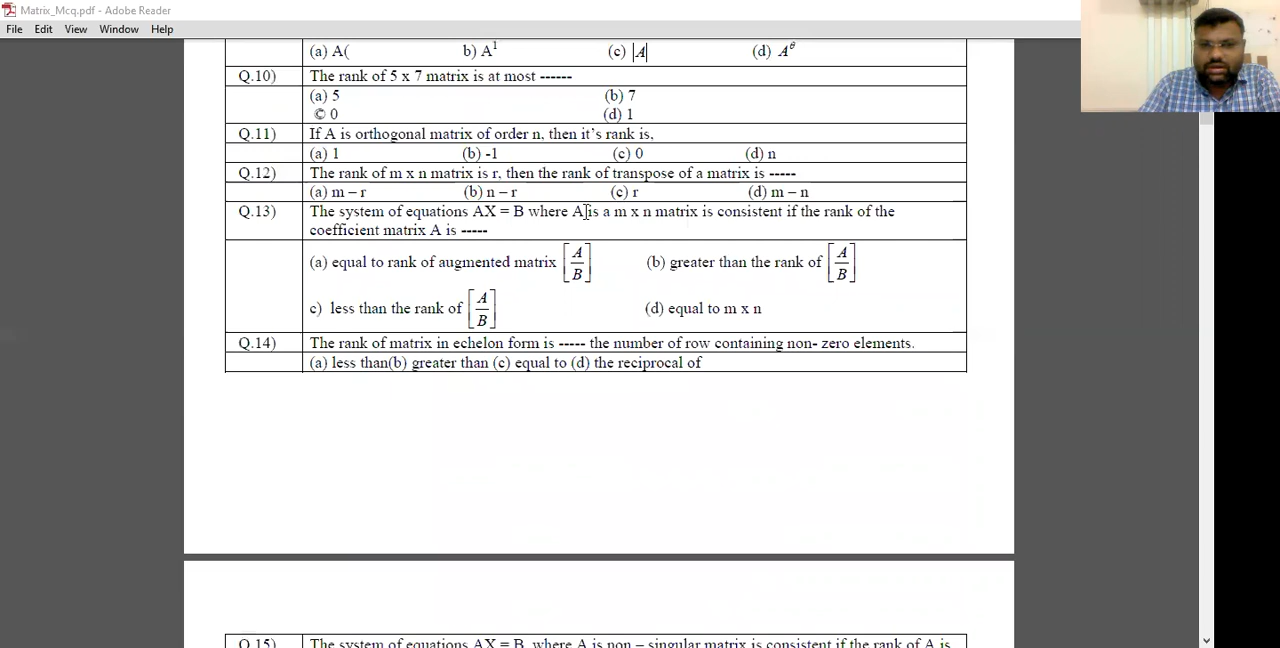 Matrix_Mcq.pdf - Adobe Reader
File Edit View Window Help
(a) A( b) A¹ (c) |A| (d) A^θ
Q.10) The rank of 5 x 7 matrix is at most ------
(a) 5 (b) 7
© 0 (d) 1
Q.11) If A is orthogonal matrix of order n, then it's rank is,
(a) 1 (b) -1 (c) 0 (d) n
Q.12) The rank of m x n matrix is r, then the rank of transpose of a matrix is -----
(a) m – r (b) n – r (c) r (d) m – n
Q.13) The system of equations AX = B where A is a m x n matrix is consistent if the rank of the
coefficient matrix A is -----
(a) equal to rank of augmented matrix [A/B] (b) greater than the rank of [A/B]
c) less than the rank of [A/B] (d) equal to m x n
Q.14) The rank of matrix in echelon form is ----- the number of row containing non- zero elements.
(a) less than(b) greater than (c) equal to (d) the reciprocal of
Q.15) The system of equations AX = B, where A is non – singular matrix is consistent if the rank of A is